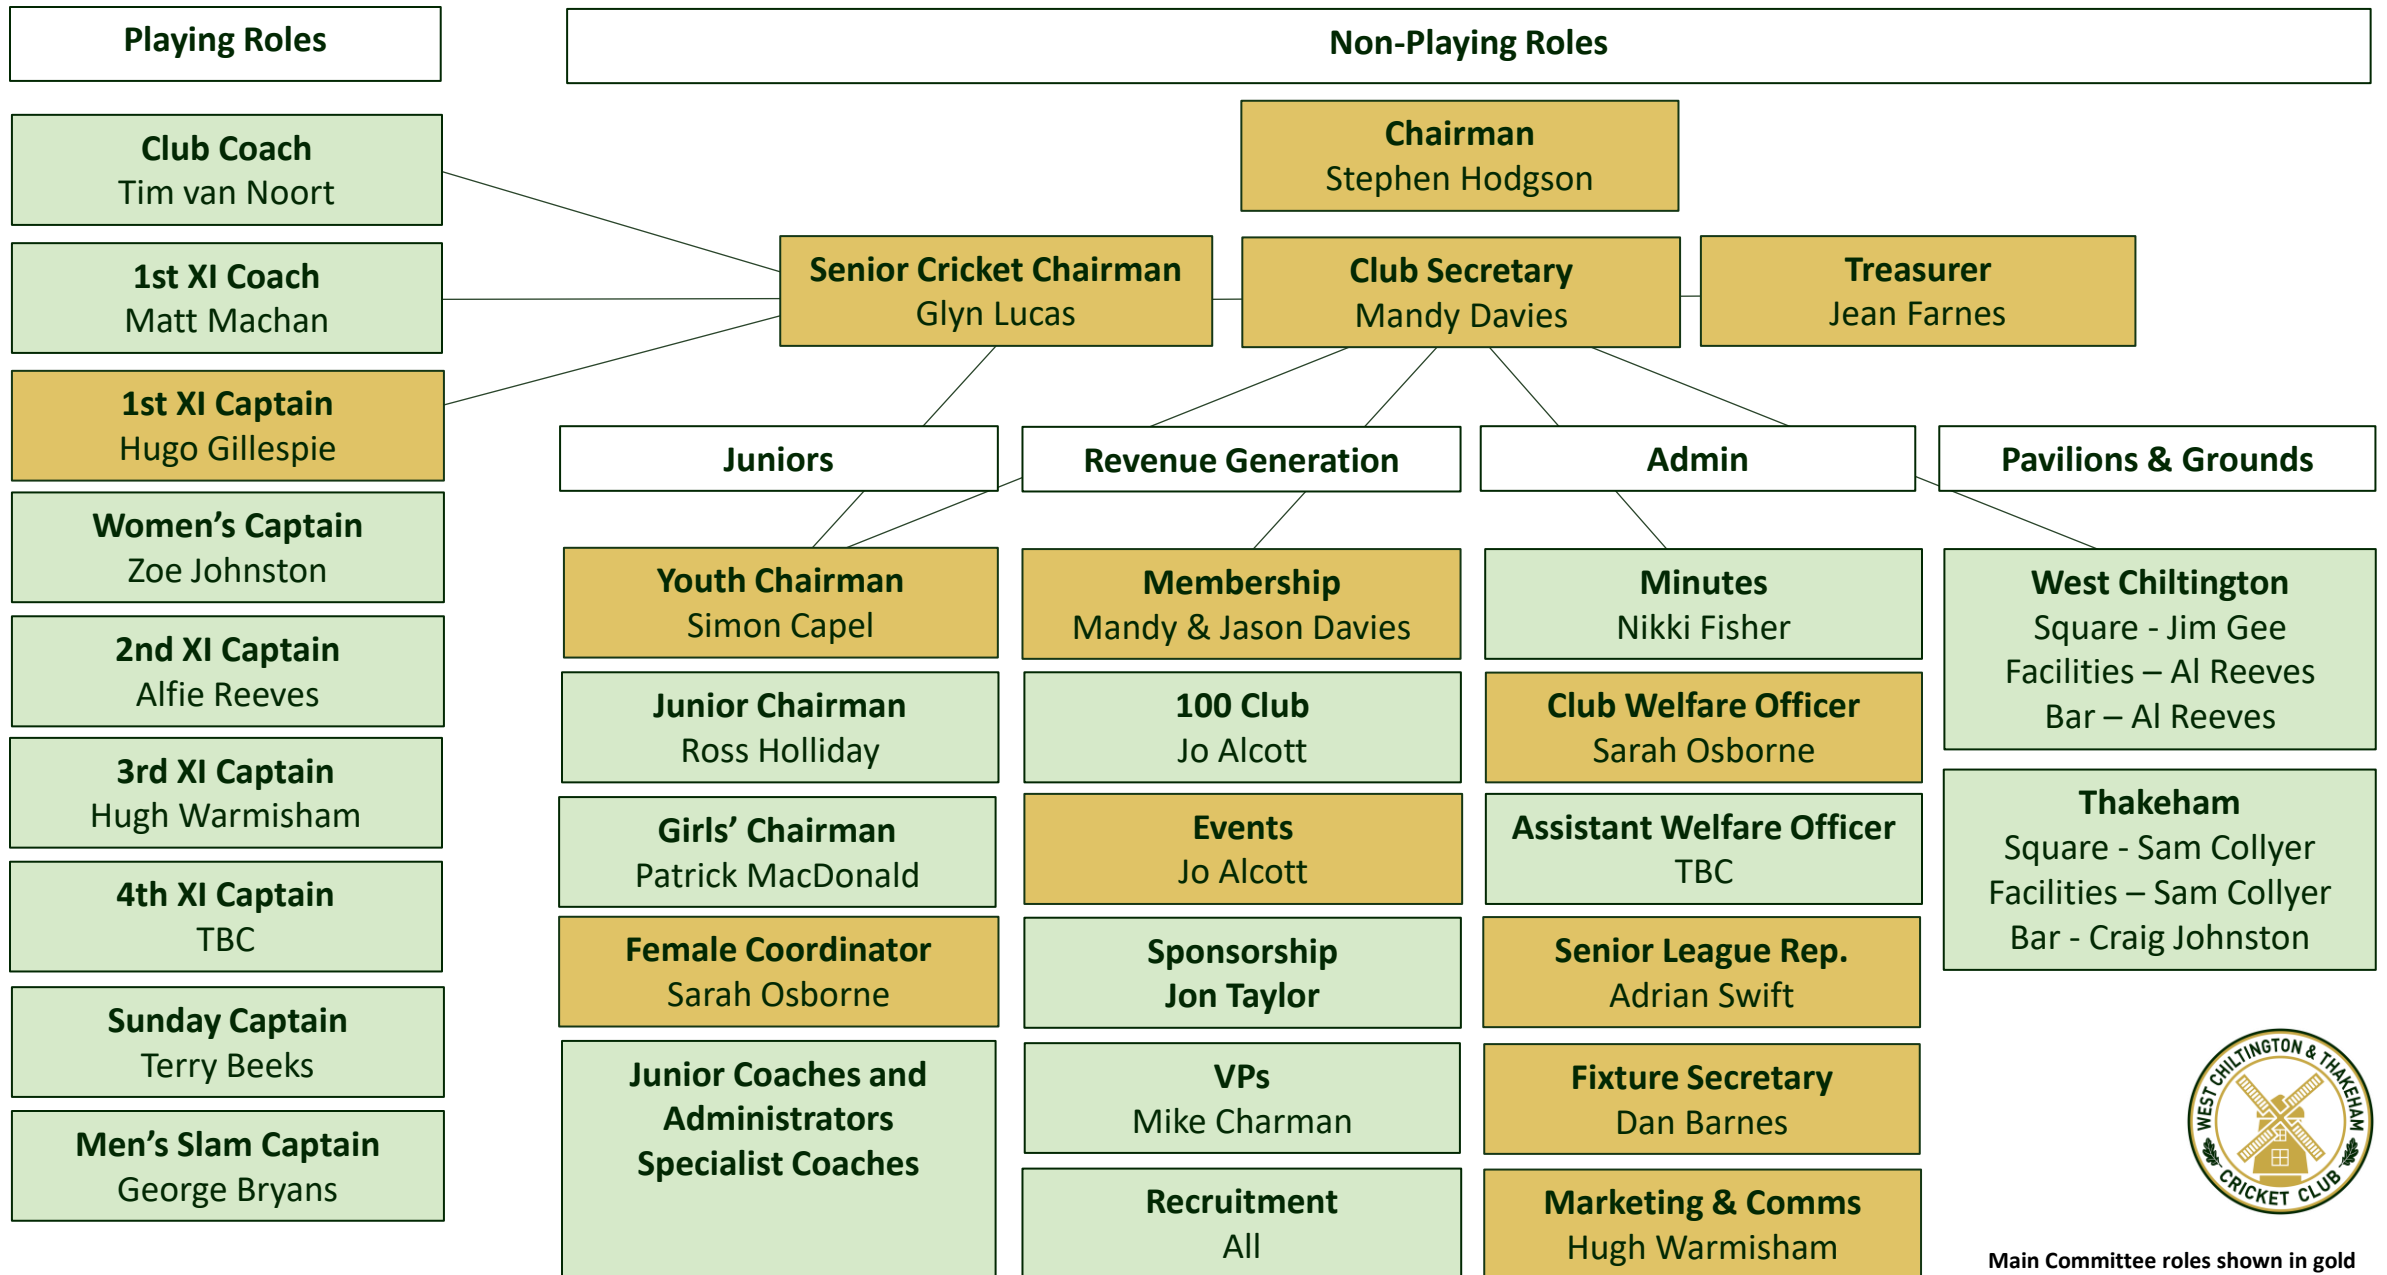 Playing Roles
Non-Playing Roles
Club Coach
Tim van Noort
1st XI Coach
Matt Machan
1st XI Captain
Hugo Gillespie
Women’s Captain
Zoe Johnston
2nd XI Captain
Alfie Reeves
3rd XI Captain
Hugh Warmisham
4th XI Captain
TBC
Sunday Captain
Terry Beeks
Men’s Slam Captain
George Bryans
Chairman
Stephen Hodgson
Senior Cricket Chairman
Glyn Lucas
Club Secretary
Mandy Davies
Treasurer
Jean Farnes
Juniors
Youth Chairman
Simon Capel
Junior Chairman
Ross Holliday
Girls’ Chairman
Patrick MacDonald
Female Coordinator
Sarah Osborne
Junior Coaches and
Administrators
Specialist Coaches
Revenue Generation
Membership
Mandy & Jason Davies
100 Club
Jo Alcott
Events
Jo Alcott
Sponsorship
Jon Taylor
VPs
Mike Charman
Recruitment
All
Admin
Minutes
Nikki Fisher
Club Welfare Officer
Sarah Osborne
Assistant Welfare Officer
TBC
Senior League Rep.
Adrian Swift
Fixture Secretary
Dan Barnes
Marketing & Comms
Hugh Warmisham
Pavilions & Grounds
West Chiltington
Square - Jim Gee
Facilities – Al Reeves
Bar – Al Reeves
Thakeham
Square - Sam Collyer
Facilities – Sam Collyer
Bar - Craig Johnston
WEST CHILTINGTON & THAKEHAM
CRICKET CLUB
Main Committee roles shown in gold